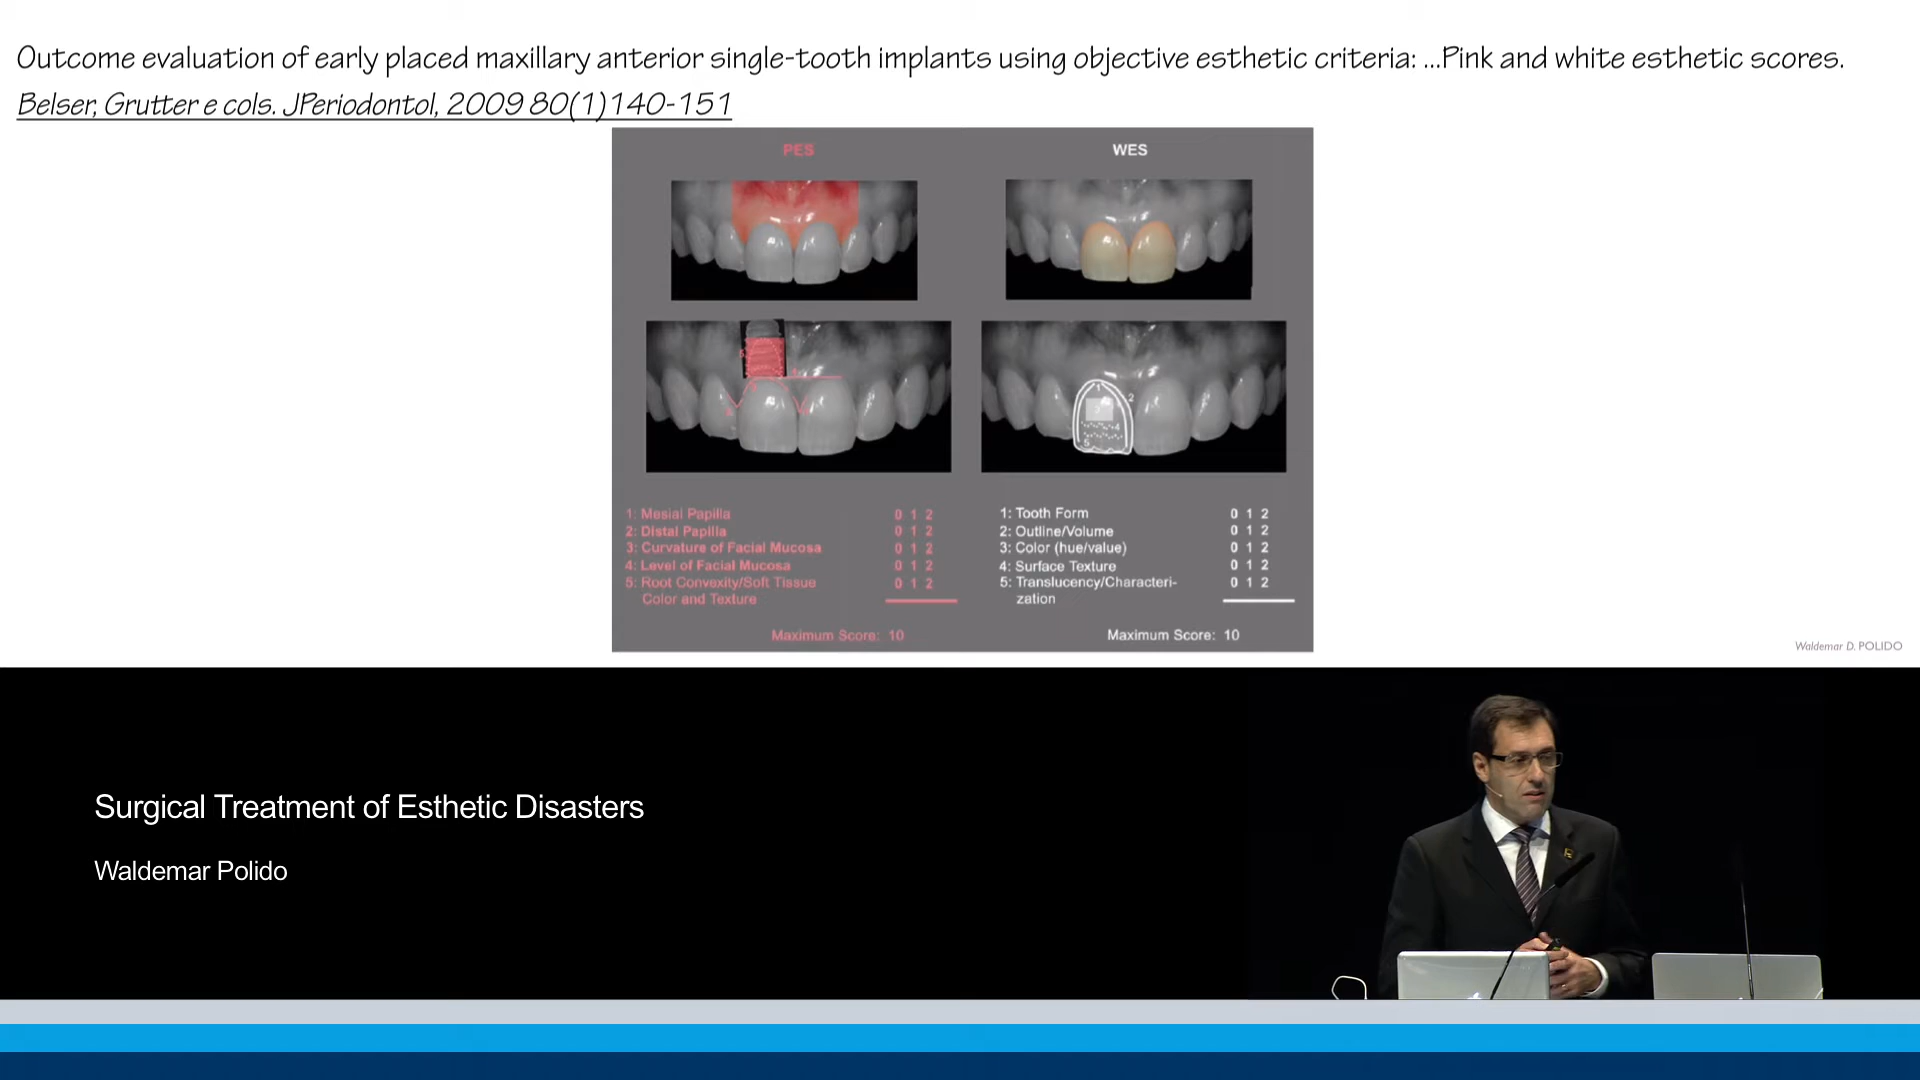 Outcome evaluation of early placed maxillary anterior single-tooth implants using objective esthetic criteria: ...Pink and white esthetic scores.
Belser, Grutter e cols. JPeriodontol, 2009 80(1)140-151
PES
WES
1: Mesial Papilla 0 1 2
2: Distal Papilla 0 1 2
3: Curvature of Facial Mucosa 0 1 2
4: Level of Facial Mucosa 0 1 2
5: Root Convexity/Soft Tissue 0 1 2
Color and Texture
Maximum Score: 10
1
2
4
5
1: Tooth Form 0 1 2
2: Outline/Volume 0 1 2
3: Color (hue/value) 0 1 2
4: Surface Texture 0 1 2
5: Translucency/Characteri- 0 1 2
zation
Maximum Score: 10
Waldemar D. POLIDO
Surgical Treatment of Esthetic Disasters
Waldemar Polido